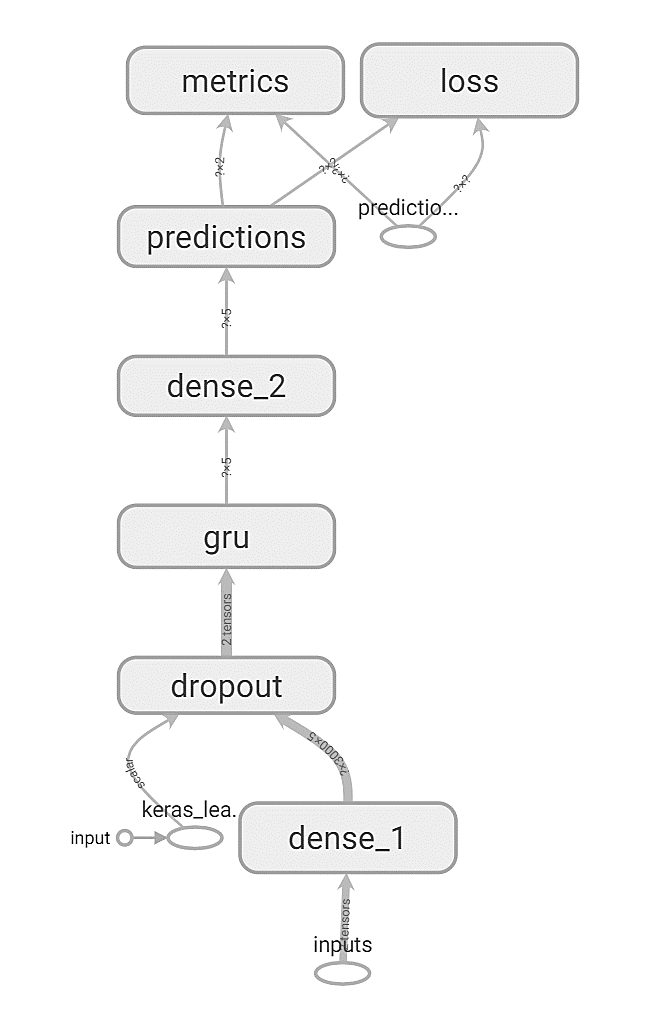 metrics
loss
?×2
?×2
?×?
?×?
predictio...
predictions
?×5
dense_2
?×5
gru
2 tensors
dropout
scalar
?×3000×5
keras_lea.
input
dense_1
tensors
inputs